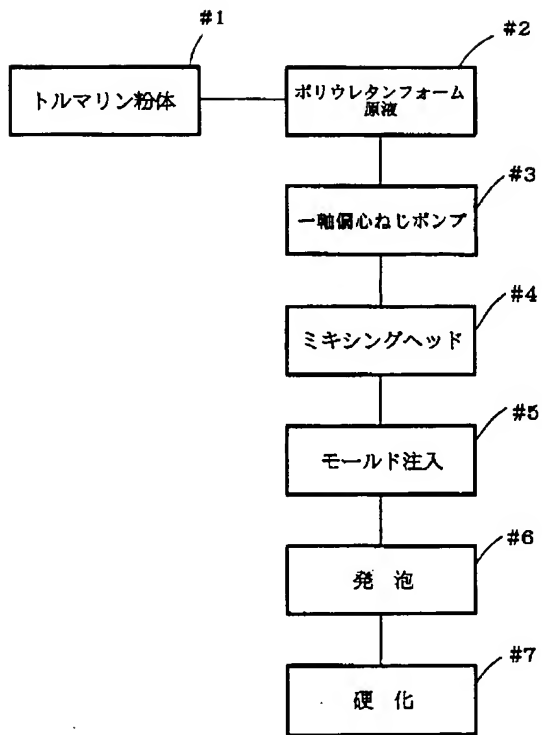 #1
トルマリン粉体
#2
ポリウレタンフォーム
原液
#3
一軸偏心ねじポンプ
#4
ミキシングヘッド
#5
モールド注入
#6
発泡
#7
硬化